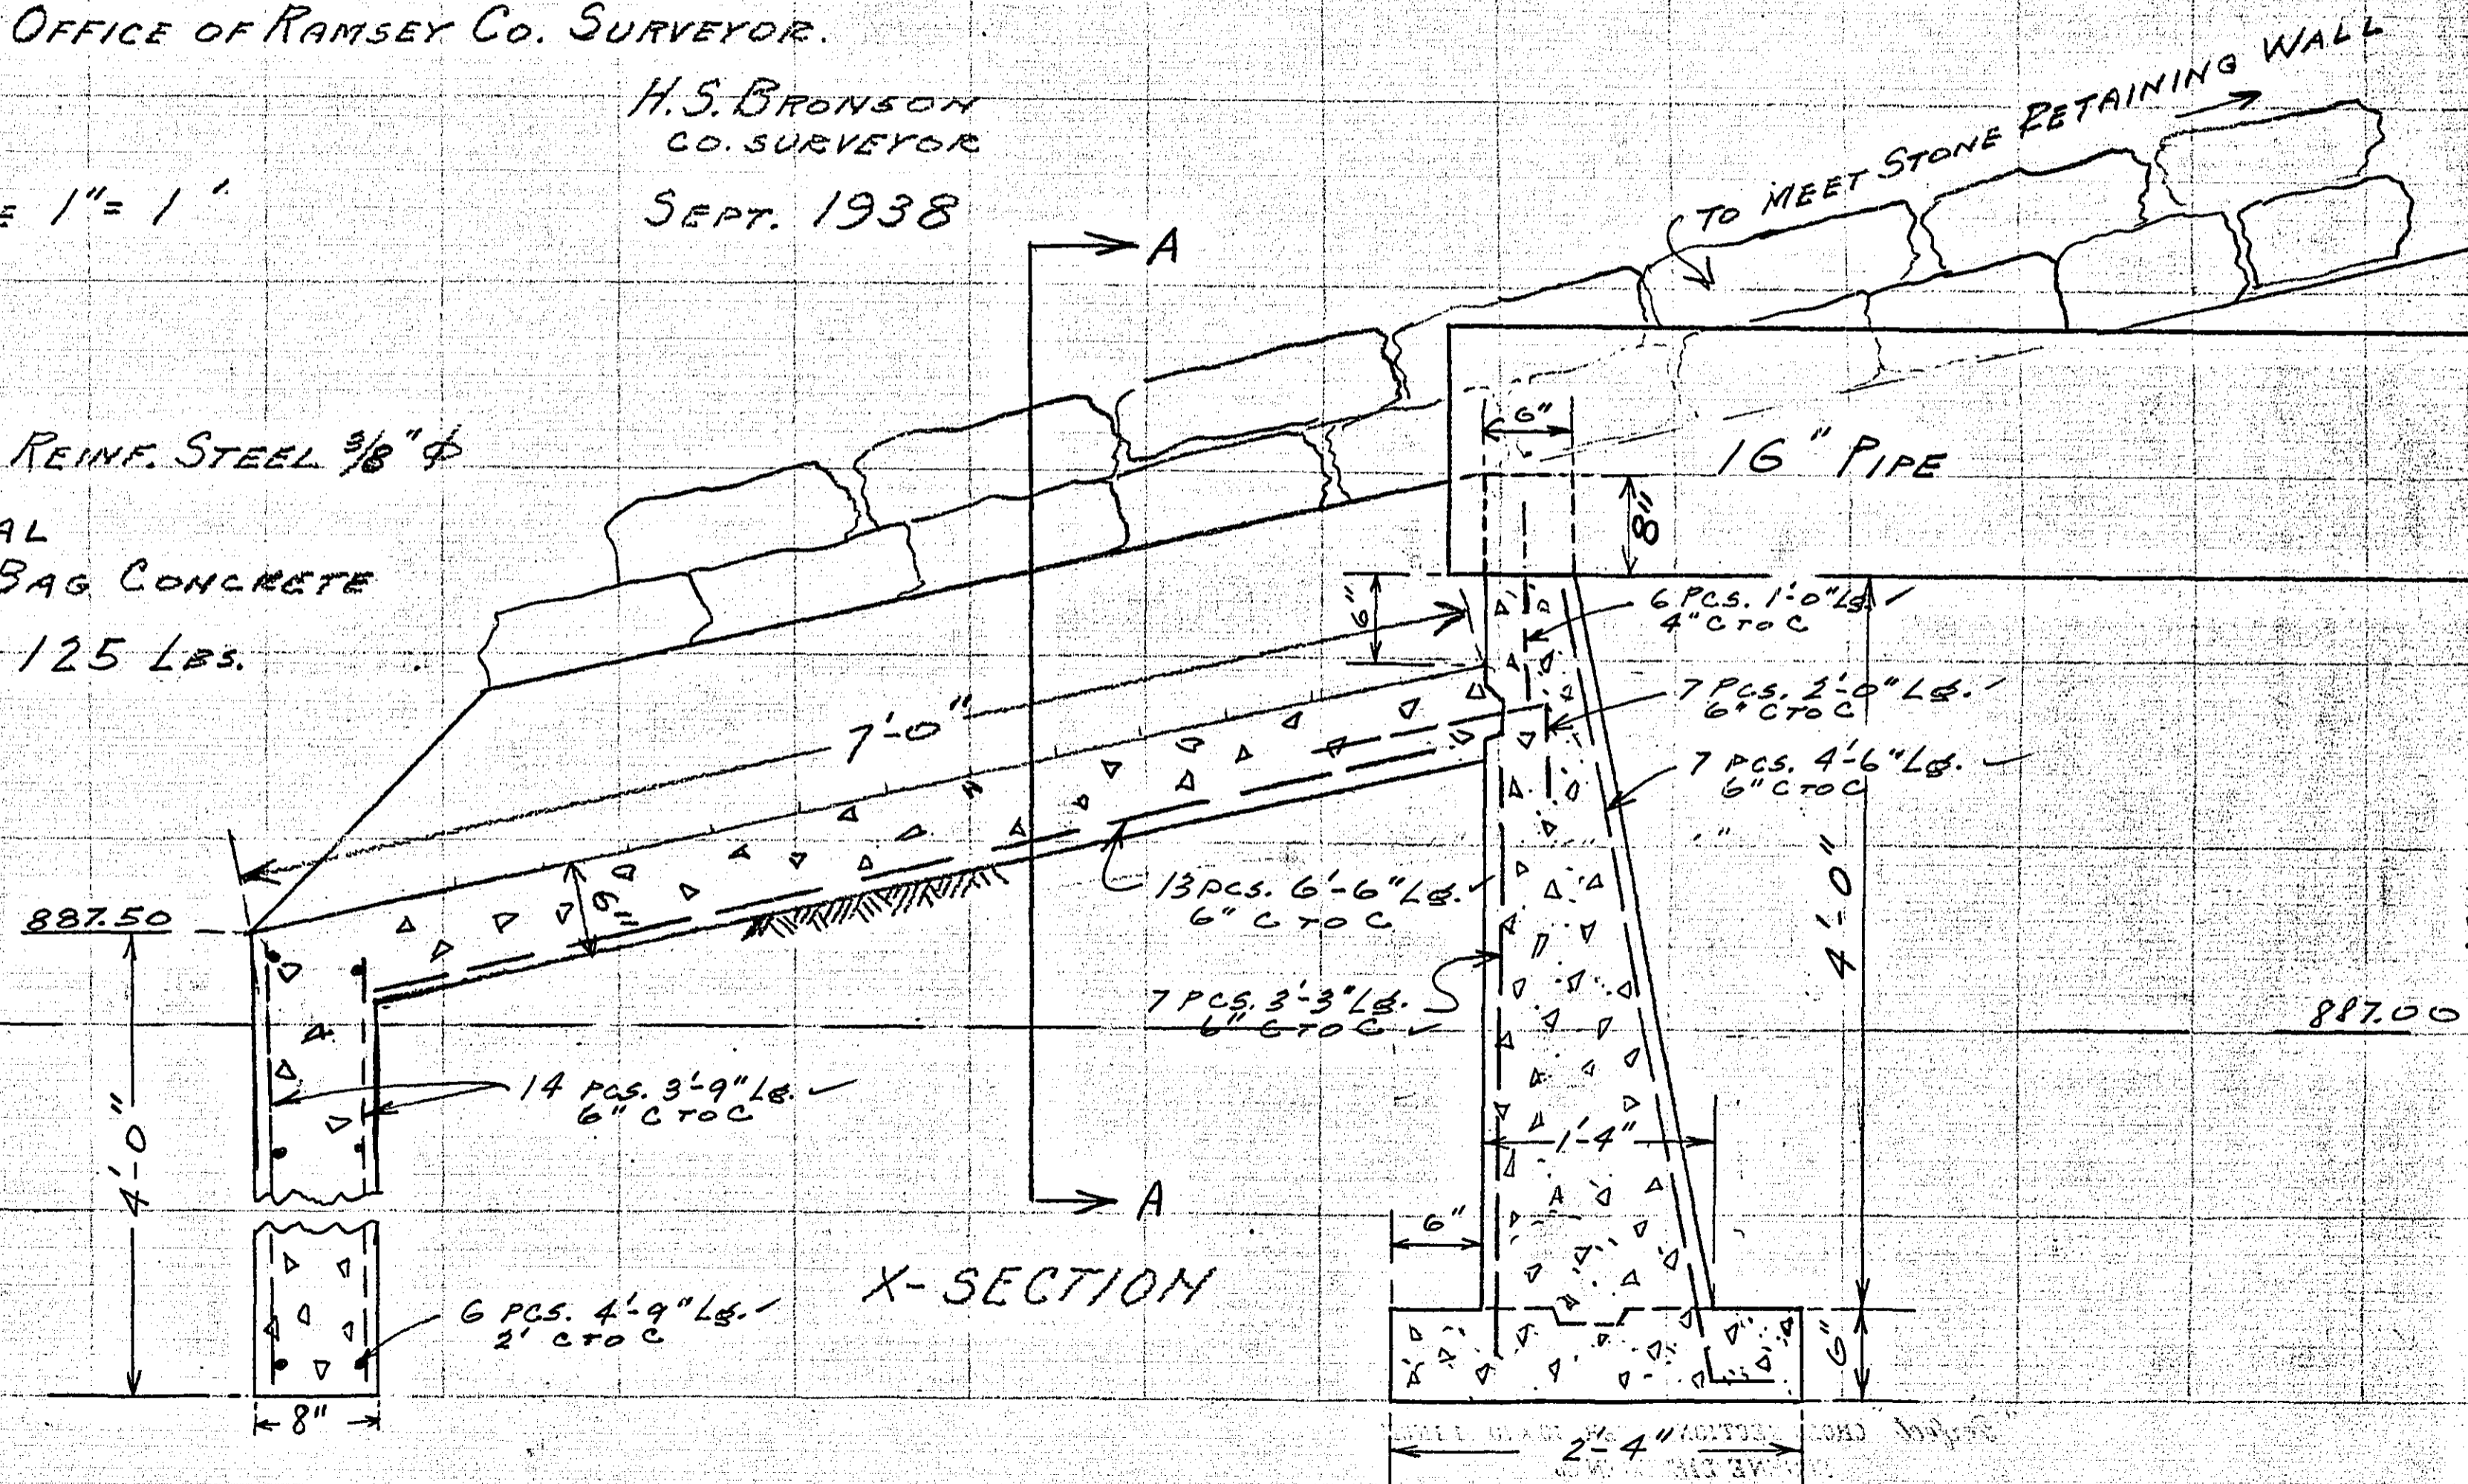 OFFICE OF RAMSEY CO. SURVEYOR.
H.S. BRONSON
CO. SURVEYOR
SEPT. 1938
E 1"= 1'
TO MEET STONE RETAINING WALL
A
REINF. STEEL 3/8" φ
AL
BAG CONCRETE
125 LBS.
6"
16" PIPE
8"
6"
6 PCS. 1'-0" LG. ✓
4" C TO C
7 PCS. 2'-0" LG. ✓
6" C TO C
7 PCS. 4'-6" LG. ✓
6" C TO C
7'-0"
6"
13 PCS. 6'-6" LG. ✓
6" C TO C
4'-0"
887.50
7 PCS. 3'-3" LG.
6" C TO C ✓
887.00
14 PCS. 3'-9" LG. ✓
6" C TO C
4'-0"
1'-4"
A
6"
X-SECTION
6 PCS. 4'-9" LG. ✓
2' C TO C
6"
8"
2'-4"